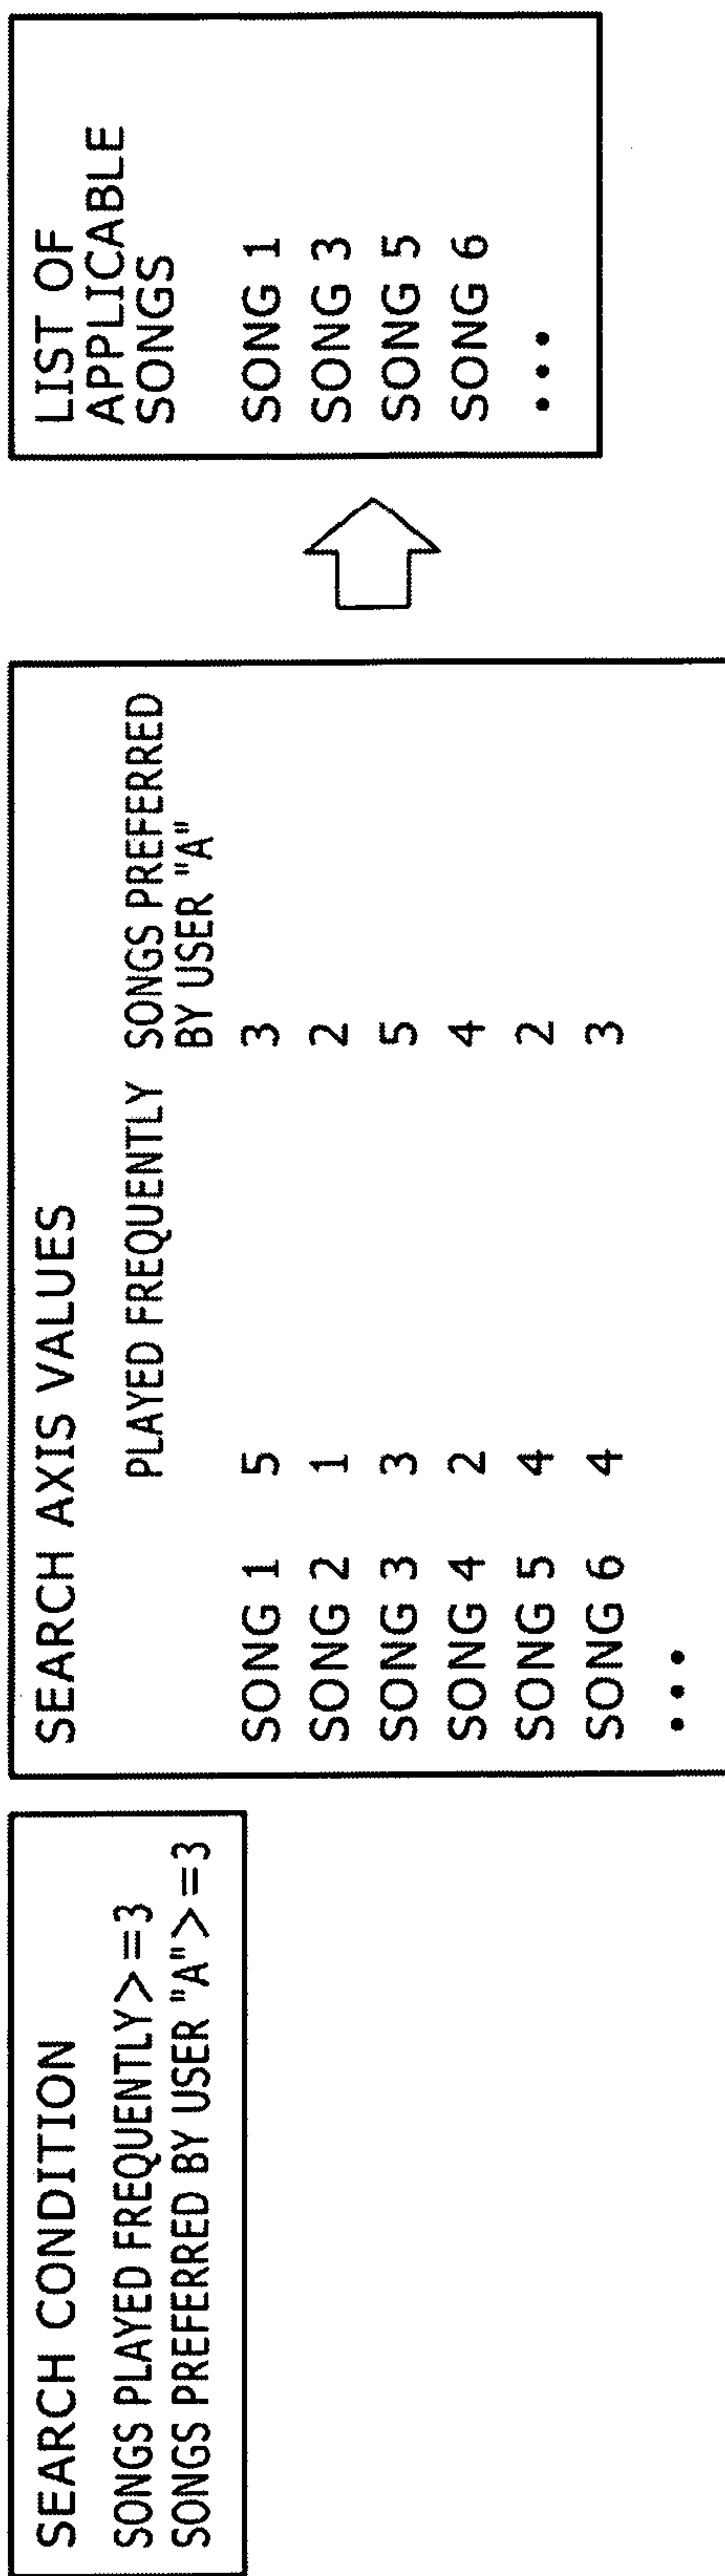 SEARCH CONDITION
SONGS PLAYED FREQUENTLY>=3
SONGS PREFERRED BY USER "A">=3
SEARCH AXIS VALUES
PLAYED FREQUENTLY SONGS PREFERRED
BY USER "A"
SONG 1 5 3
SONG 2 1 2
SONG 3 3 5
SONG 4 2 4
SONG 5 4 2
SONG 6 4 3
•••
LIST OF
APPLICABLE
SONGS
SONG 1
SONG 3
SONG 5
SONG 6
•••